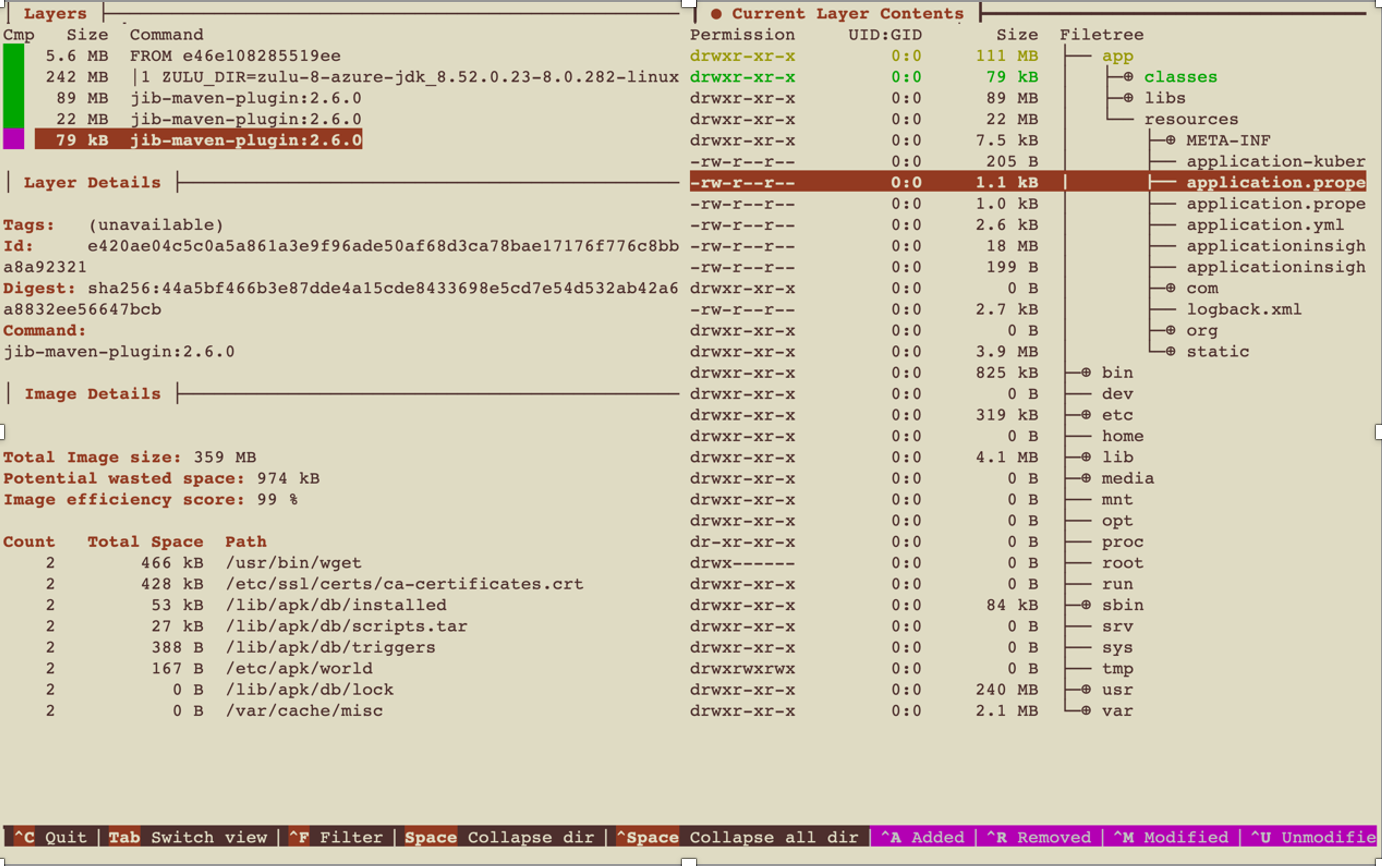 Layers
Cmp Size Command
5.6 MB FROM e46e108285519ee
242 MB |1 ZULU_DIR=zulu-8-azure-jdk_8.52.0.23-8.0.282-linux
89 MB jib-maven-plugin:2.6.0
22 MB jib-maven-plugin:2.6.0
79 kB jib-maven-plugin:2.6.0
Layer Details
Tags: (unavailable)
Id: e420ae04c5c0a5a861a3e9f96ade50af68d3ca78bae17176f776c8bb
a8a92321
Digest: sha256:44a5bf466b3e87dde4a15cde8433698e5cd7e54d532ab42a6
a8832ee56647bcb
Command:
jib-maven-plugin:2.6.0
Image Details
Total Image size: 359 MB
Potential wasted space: 974 kB
Image efficiency score: 99 %
Count Total Space Path
2 466 kB /usr/bin/wget
2 428 kB /etc/ssl/certs/ca-certificates.crt
2 53 kB /lib/apk/db/installed
2 27 kB /lib/apk/db/scripts.tar
2 388 B /lib/apk/db/triggers
2 167 B /etc/apk/world
2 0 B /lib/apk/db/lock
2 0 B /var/cache/misc
● Current Layer Contents
Permission UID:GID Size Filetree
drwxr-xr-x 0:0 111 MB app
drwxr-xr-x 0:0 79 kB ⊕ classes
drwxr-xr-x 0:0 89 MB ⊕ libs
drwxr-xr-x 0:0 22 MB resources
drwxr-xr-x 0:0 7.5 kB ⊕ META-INF
-rw-r--r-- 0:0 205 B application-kuber
-rw-r--r-- 0:0 1.1 kB application.prope
-rw-r--r-- 0:0 1.0 kB application.prope
-rw-r--r-- 0:0 2.6 kB application.yml
-rw-r--r-- 0:0 18 MB applicationinsigh
-rw-r--r-- 0:0 199 B applicationinsigh
drwxr-xr-x 0:0 0 B ⊕ com
-rw-r--r-- 0:0 2.7 kB logback.xml
drwxr-xr-x 0:0 0 B ⊕ org
drwxr-xr-x 0:0 3.9 MB ⊕ static
drwxr-xr-x 0:0 825 kB ⊕ bin
drwxr-xr-x 0:0 0 B dev
drwxr-xr-x 0:0 319 kB ⊕ etc
drwxr-xr-x 0:0 0 B home
drwxr-xr-x 0:0 4.1 MB ⊕ lib
drwxr-xr-x 0:0 0 B ⊕ media
drwxr-xr-x 0:0 0 B mnt
drwxr-xr-x 0:0 0 B opt
dr-xr-xr-x 0:0 0 B proc
drwx------ 0:0 0 B root
drwxr-xr-x 0:0 0 B run
drwxr-xr-x 0:0 84 kB ⊕ sbin
drwxr-xr-x 0:0 0 B srv
drwxr-xr-x 0:0 0 B sys
drwxrwxrwx 0:0 0 B tmp
drwxr-xr-x 0:0 240 MB ⊕ usr
drwxr-xr-x 0:0 2.1 MB ⊕ var
^C Quit | Tab Switch view | ^F Filter | Space Collapse dir | ^Space Collapse all dir | ^A Added | ^R Removed | ^M Modified | ^U Unmodifie